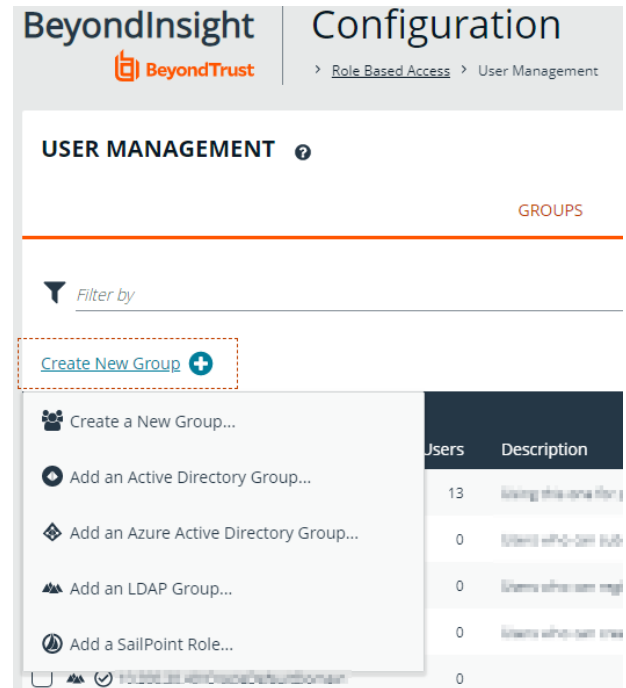 BeyondInsight
BeyondTrust
Configuration
> Role Based Access > User Management
USER MANAGEMENT
GROUPS
Filter by
Create New Group
Create a New Group...
Add an Active Directory Group...
Add an Azure Active Directory Group...
Add an LDAP Group...
Add a SailPoint Role...
Users Description
13
0
0
0
0